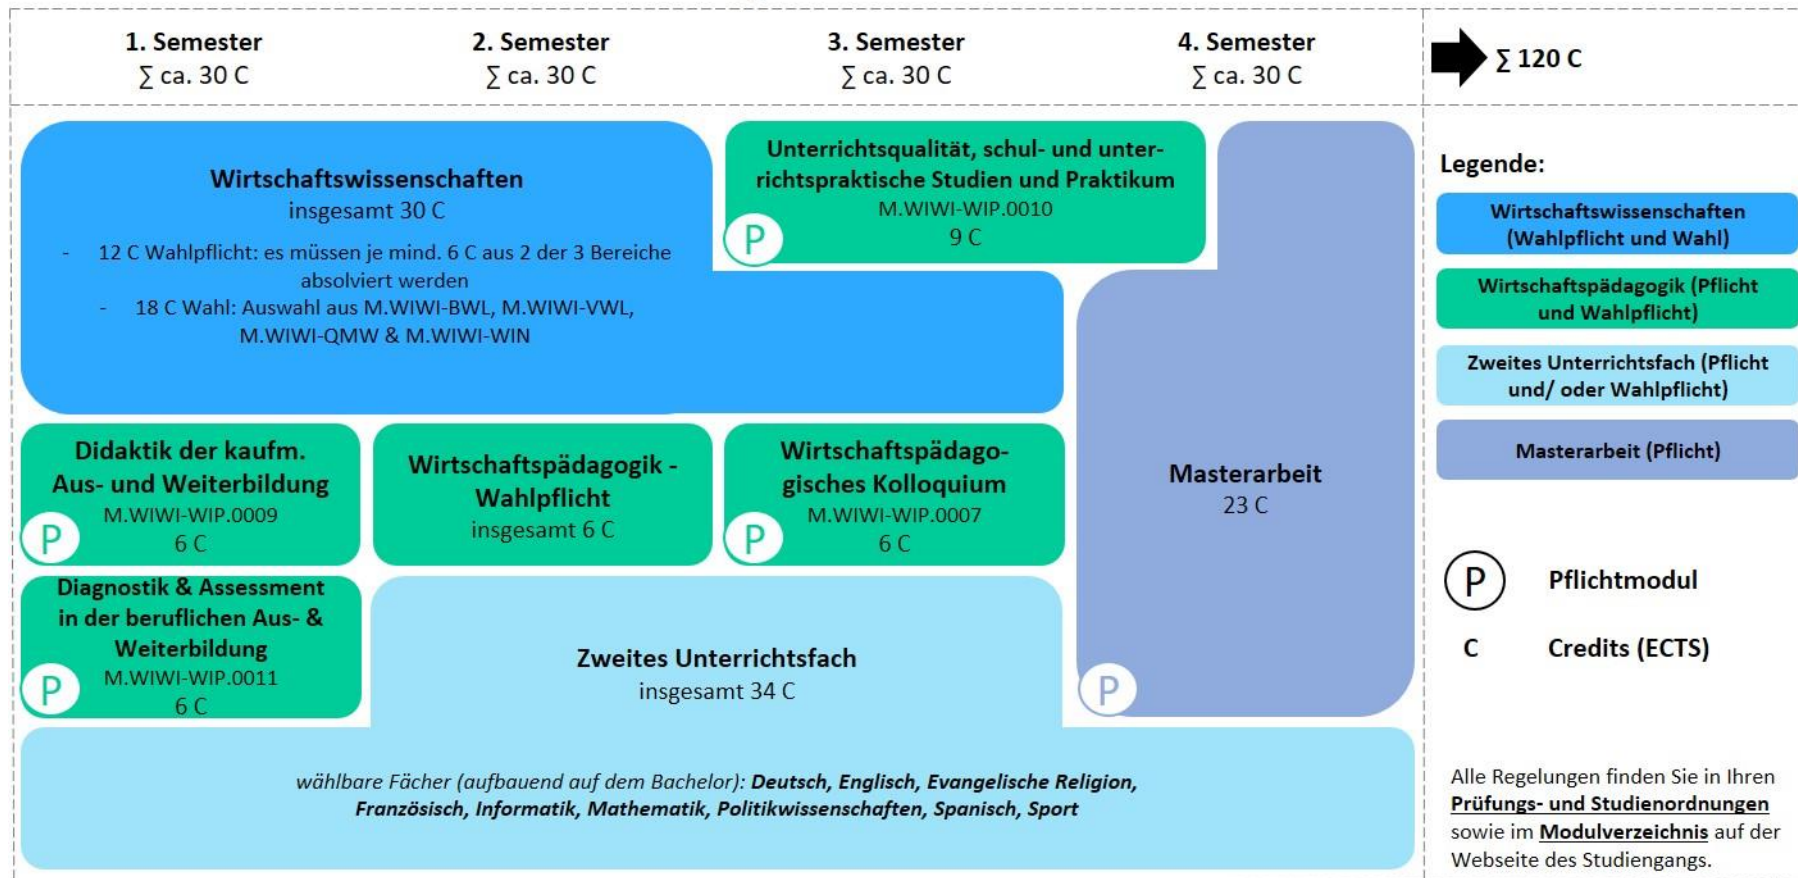 1. Semester
∑ ca. 30 C
2. Semester
∑ ca. 30 C
3. Semester
∑ ca. 30 C
4. Semester
∑ ca. 30 C
∑ 120 C
Wirtschaftswissenschaften
insgesamt 30 C
- 12 C Wahlpflicht: es müssen je mind. 6 C aus 2 der 3 Bereiche
absolviert werden
- 18 C Wahl: Auswahl aus M.WIWI-BWL, M.WIWI-VWL,
M.WIWI-QMW & M.WIWI-WIN
Unterrichtsqualität, schul- und unter-
richtspraktische Studien und Praktikum
M.WIWI-WIP.0010
9 C
P
Didaktik der kaufm.
Aus- und Weiterbildung
M.WIWI-WIP.0009
6 C
P
Wirtschaftspädagogik -
Wahlpflicht
insgesamt 6 C
Wirtschaftspädago-
gisches Kolloquium
M.WIWI-WIP.0007
6 C
P
Masterarbeit
23 C
P
Diagnostik & Assessment
in der beruflichen Aus- &
Weiterbildung
M.WIWI-WIP.0011
6 C
P
Zweites Unterrichtsfach
insgesamt 34 C
wählbare Fächer (aufbauend auf dem Bachelor): Deutsch, Englisch, Evangelische Religion,
Französisch, Informatik, Mathematik, Politikwissenschaften, Spanisch, Sport
Legende:
Wirtschaftswissenschaften
(Wahlpflicht und Wahl)
Wirtschaftspädagogik (Pflicht
und Wahlpflicht)
Zweites Unterrichtsfach (Pflicht
und/ oder Wahlpflicht)
Masterarbeit (Pflicht)
P Pflichtmodul
C Credits (ECTS)
Alle Regelungen finden Sie in Ihren
Prüfungs- und Studienordnungen
sowie im Modulverzeichnis auf der
Webseite des Studiengangs.